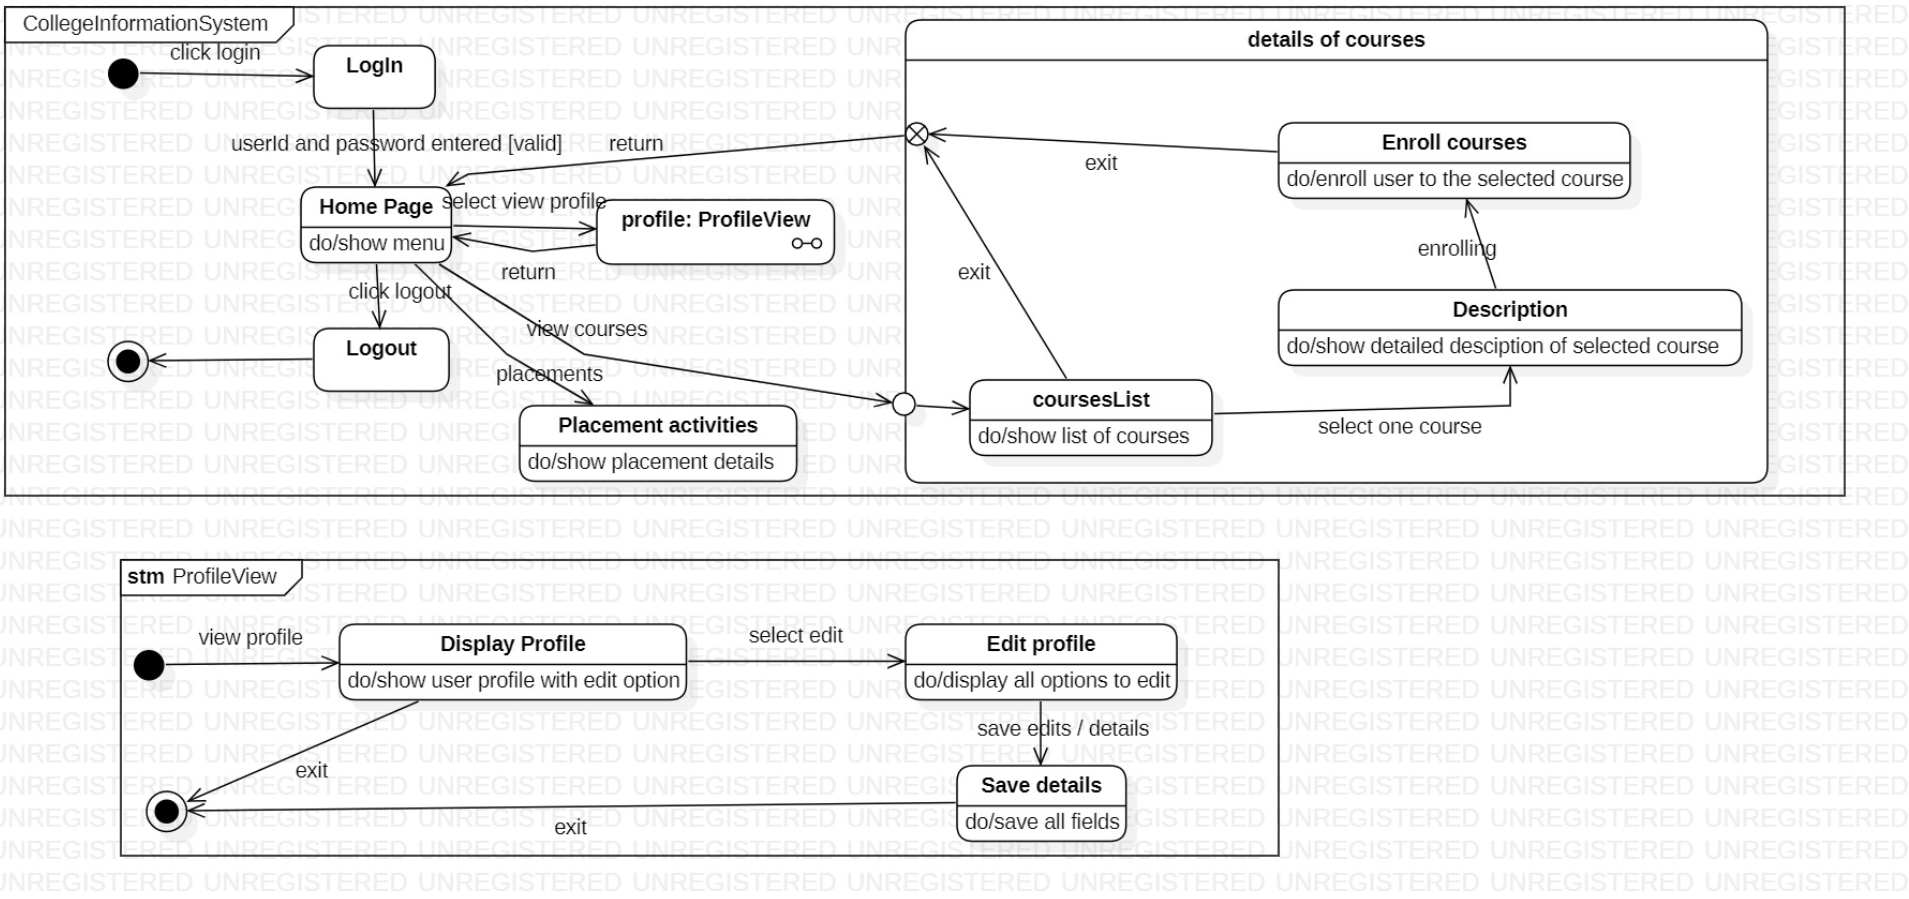 CollegeInformationSystem
click login
LogIn
userId and password entered [valid]
return
Home Page
do/show menu
select view profile
profile: ProfileView
return
click logout
Logout
view courses
placements
Placement activities
do/show placement details
details of courses
Enroll courses
do/enroll user to the selected course
exit
exit
enrolling
Description
do/show detailed desciption of selected course
coursesList
do/show list of courses
select one course
stm ProfileView
view profile
Display Profile
do/show user profile with edit option
select edit
Edit profile
do/display all options to edit
save edits / details
Save details
do/save all fields
exit
exit
UNREGISTERED